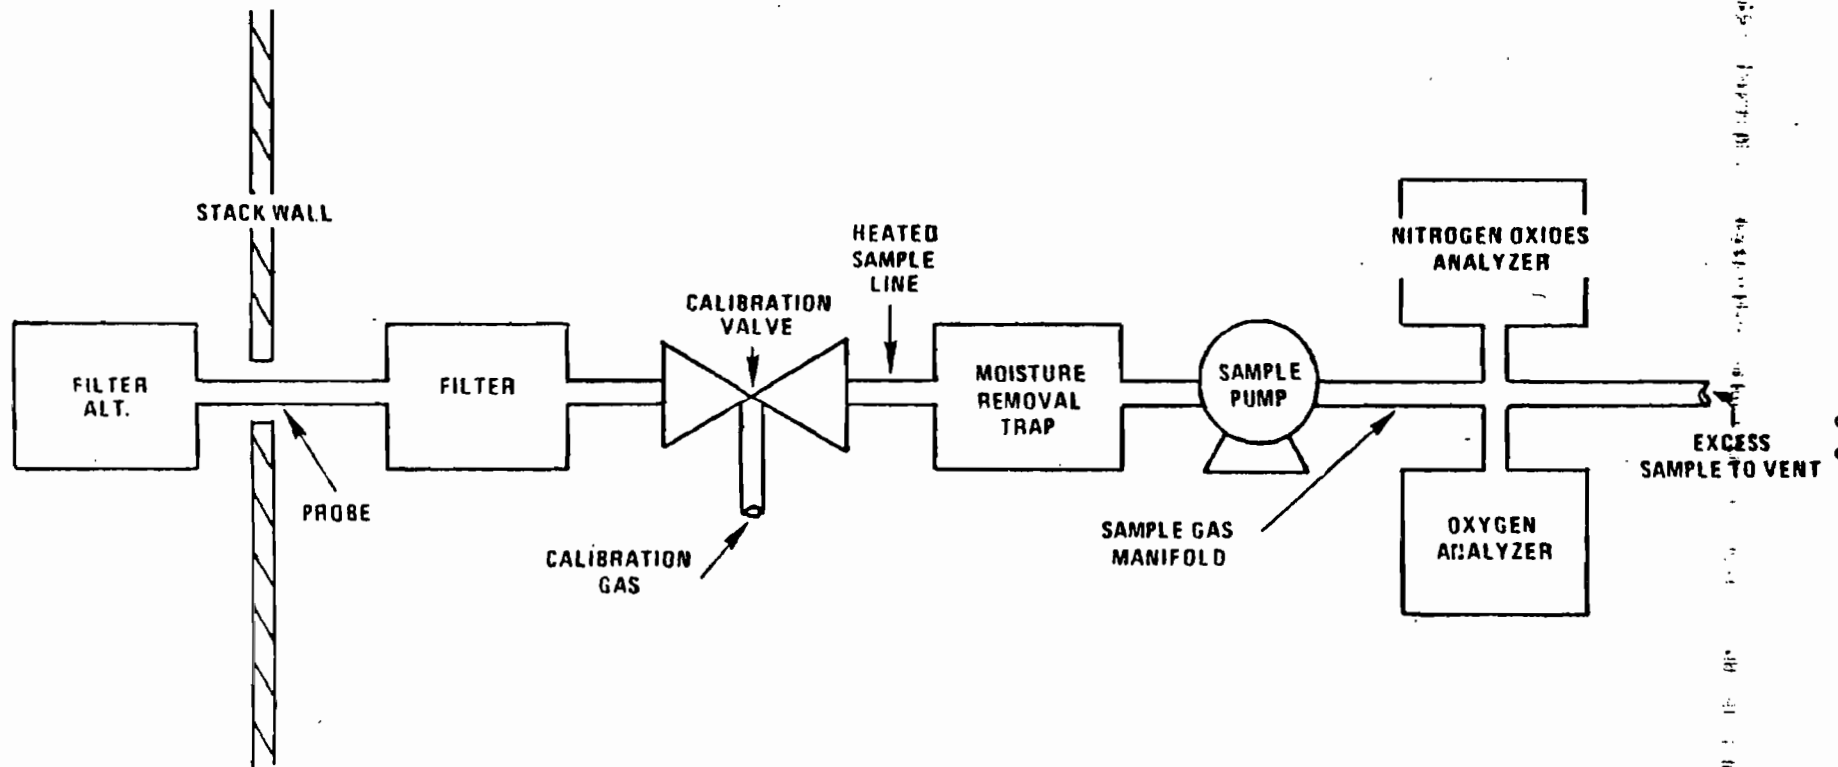 STACK WALL
FILTER
ALT.
PROBE
FILTER
CALIBRATION
VALVE
CALIBRATION
GAS
HEATED
SAMPLE
LINE
MOISTURE
REMOVAL
TRAP
SAMPLE
PUMP
SAMPLE GAS
MANIFOLD
NITROGEN OXIDES
ANALYZER
OXYGEN
ANALYZER
EXCESS
SAMPLE TO VENT